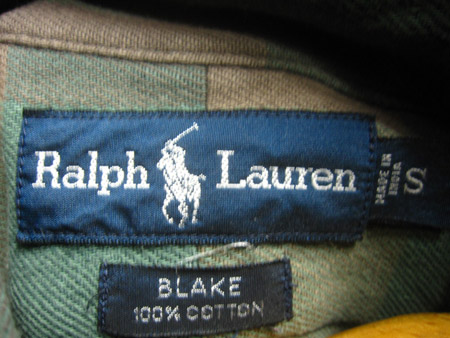 Ralph Lauren
MADE IN
INDIA
S
BLAKE
100% COTTON